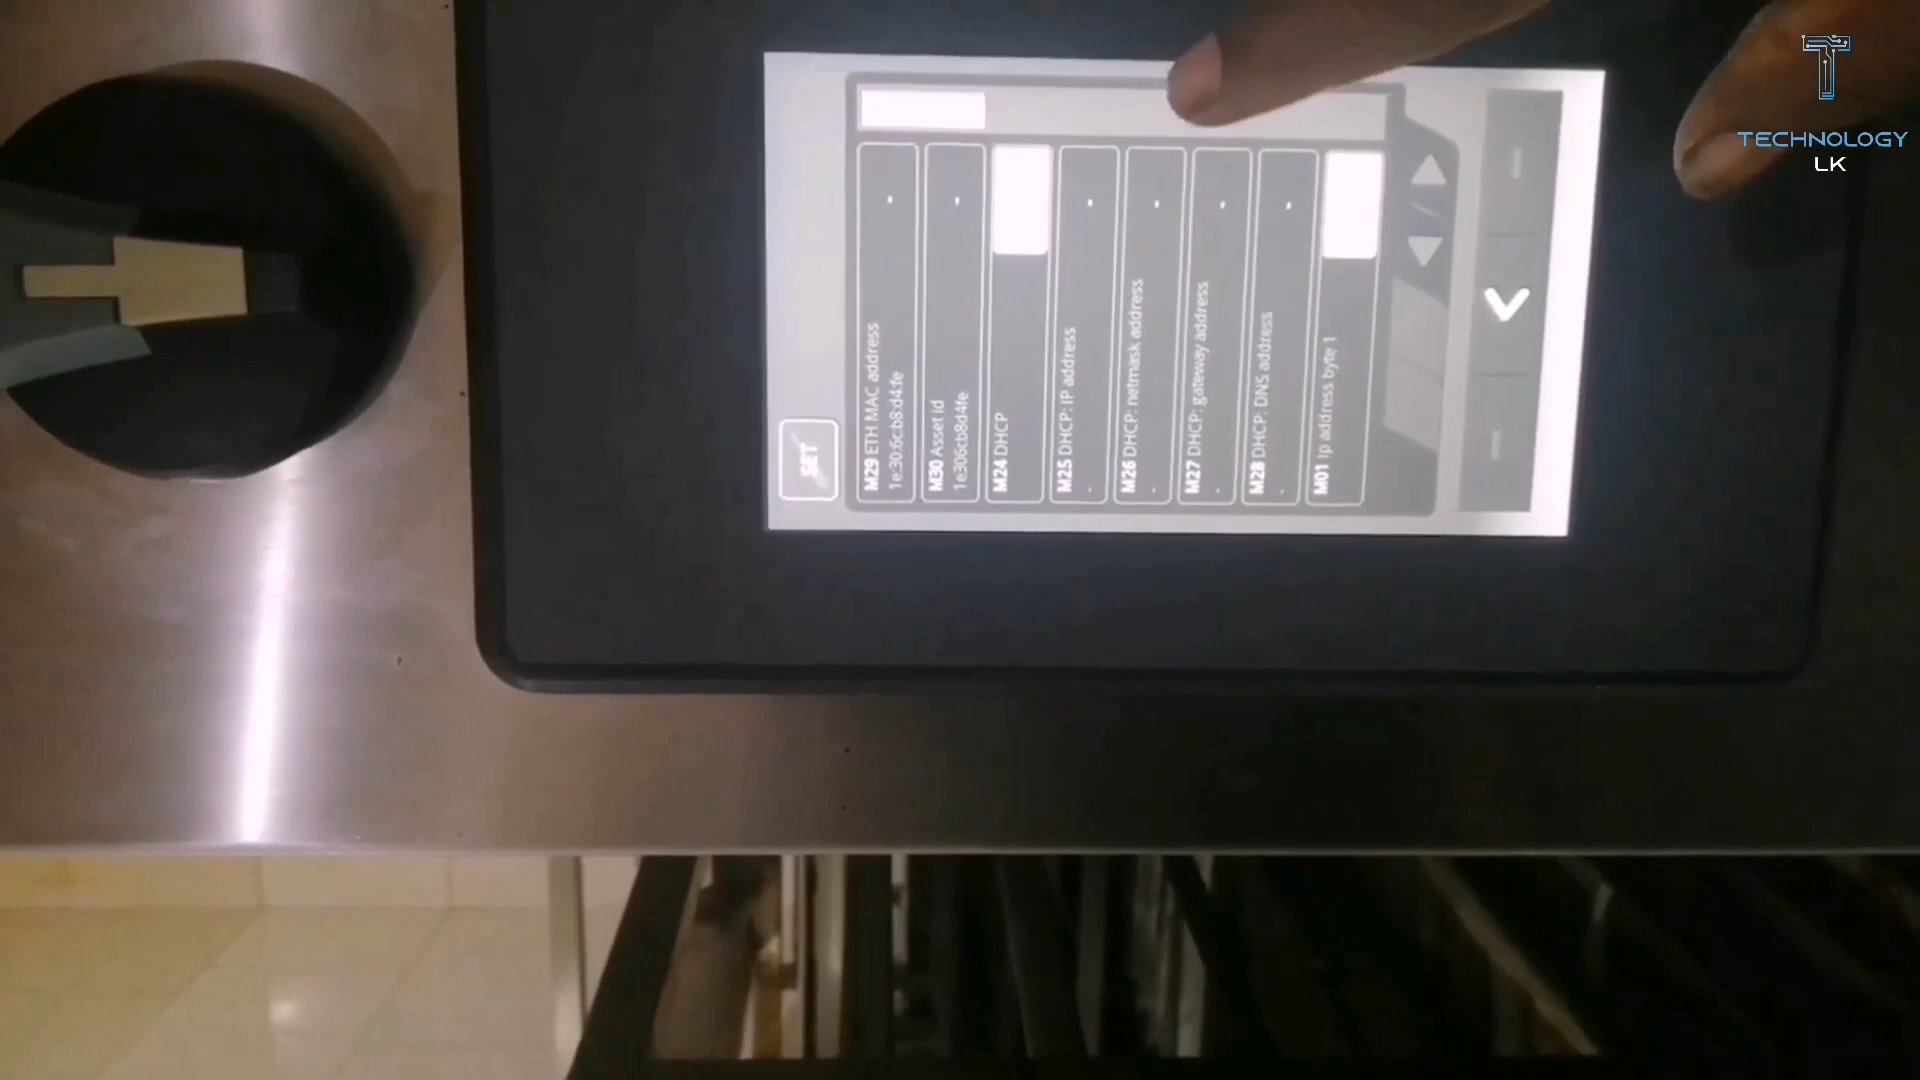 SET
M29 ETH MAC address
1e:30:6c:b8:d4:fe
M30 Asset id
1e306cb8d4fe
M24 DHCP
M25 DHCP: IP address
-
M26 DHCP: netmask address
-
M27 DHCP: gateway address
-
M28 DHCP: DNS address
-
M01 Ip address byte 1
TECHNOLOGY
LK